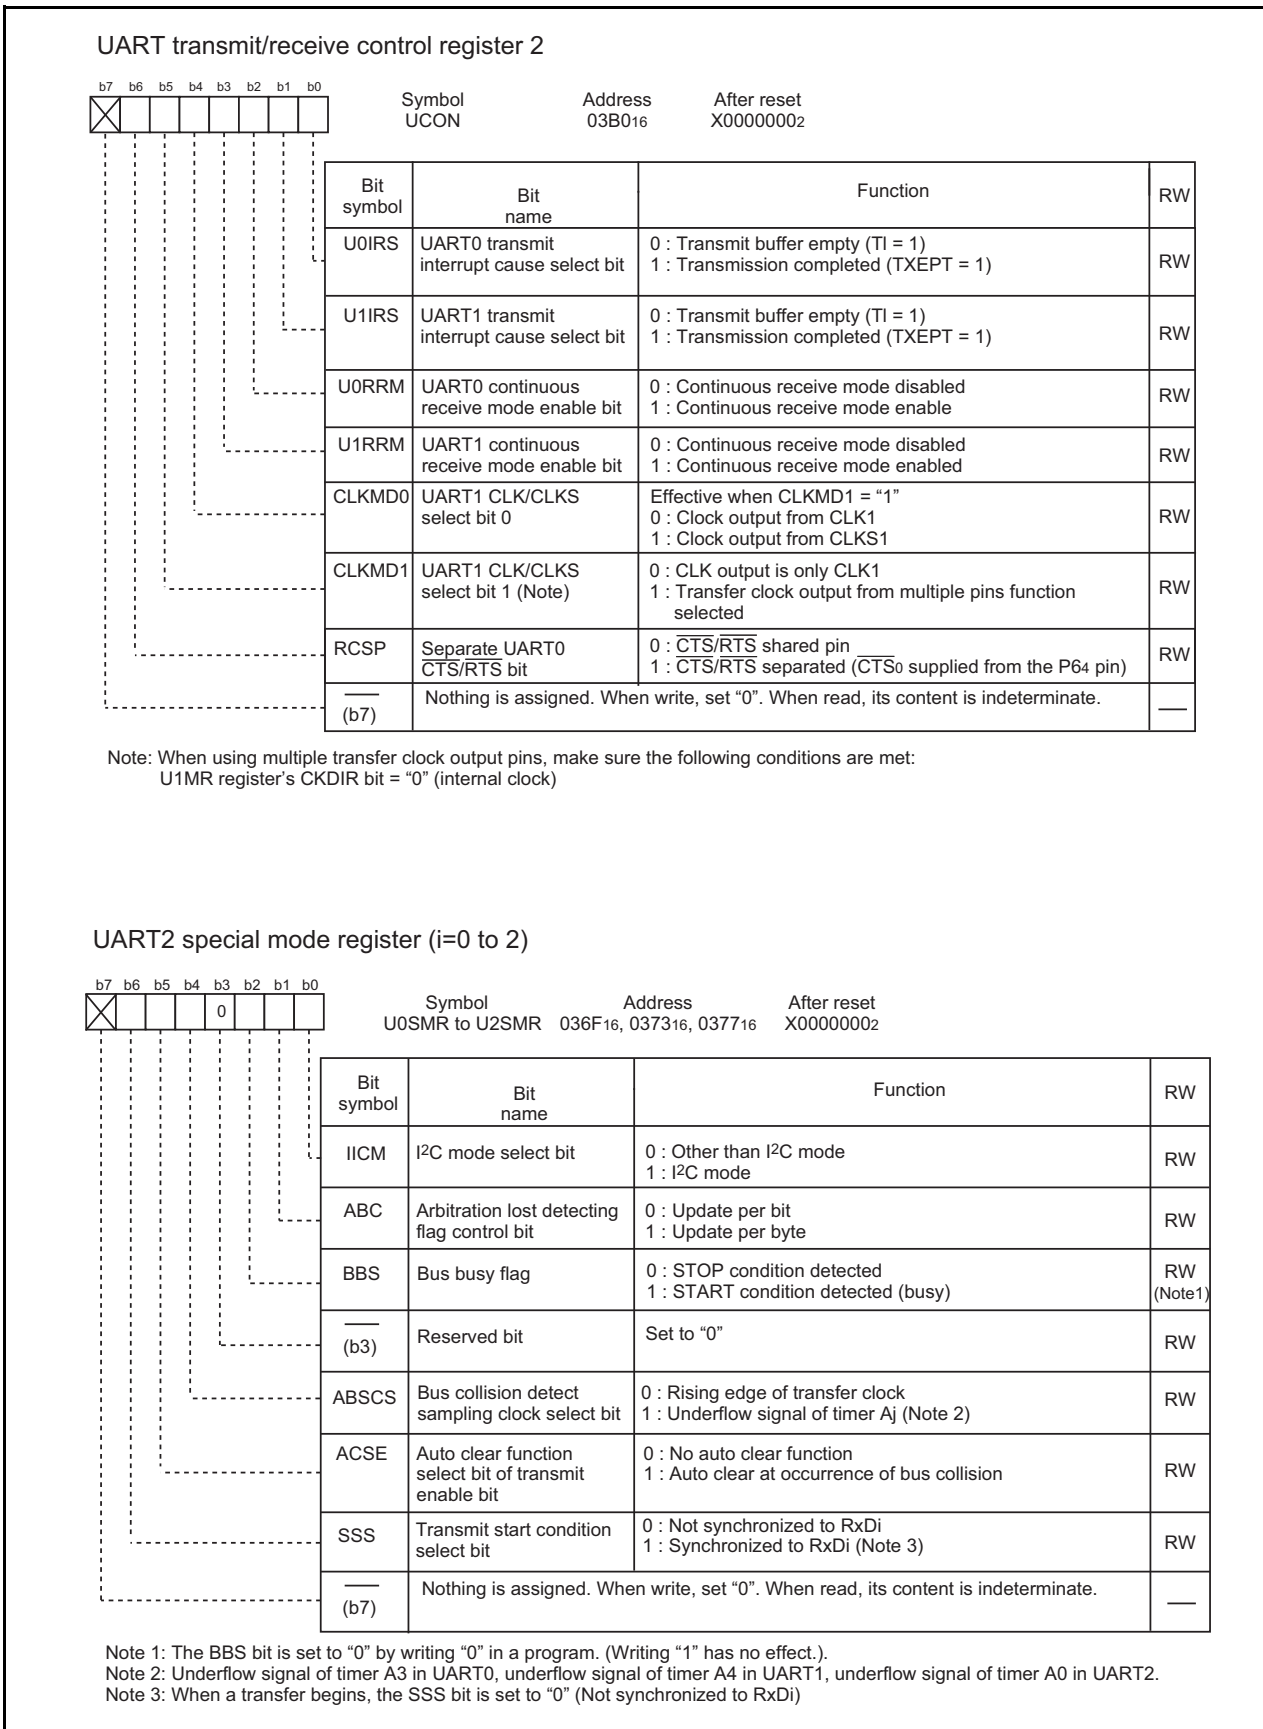 UART transmit/receive control register 2
b7 b6 b5 b4 b3 b2 b1 b0
Symbol Address After reset
UCON 03B016 X00000002
Bit symbol Bit name Function RW
U0IRS UART0 transmit interrupt cause select bit 0 : Transmit buffer empty (TI = 1) RW
1 : Transmission completed (TXEPT = 1)
U1IRS UART1 transmit interrupt cause select bit 0 : Transmit buffer empty (TI = 1) RW
1 : Transmission completed (TXEPT = 1)
U0RRM UART0 continuous receive mode enable bit 0 : Continuous receive mode disabled RW
1 : Continuous receive mode enable
U1RRM UART1 continuous receive mode enable bit 0 : Continuous receive mode disabled RW
1 : Continuous receive mode enabled
CLKMD0 UART1 CLK/CLKS select bit 0 Effective when CLKMD1 = “1” RW
0 : Clock output from CLK1
1 : Clock output from CLKS1
CLKMD1 UART1 CLK/CLKS select bit 1 (Note) 0 : CLK output is only CLK1 RW
1 : Transfer clock output from multiple pins function
selected
RCSP Separate UART0 CTS/RTS bit 0 : CTS/RTS shared pin RW
1 : CTS/RTS separated (CTS0 supplied from the P64 pin)
(b7) Nothing is assigned. When write, set “0”. When read, its content is indeterminate.
Note: When using multiple transfer clock output pins, make sure the following conditions are met:
U1MR register’s CKDIR bit = “0” (internal clock)
UART2 special mode register (i=0 to 2)
b7 b6 b5 b4 b3 b2 b1 b0
0
Symbol Address After reset
U0SMR to U2SMR 036F16, 037316, 037716 X00000002
Bit symbol Bit name Function RW
IICM I2C mode select bit 0 : Other than I2C mode RW
1 : I2C mode
ABC Arbitration lost detecting flag control bit 0 : Update per bit RW
1 : Update per byte
BBS Bus busy flag 0 : STOP condition detected RW (Note1)
1 : START condition detected (busy)
(b3) Reserved bit Set to “0” RW
ABSCS Bus collision detect sampling clock select bit 0 : Rising edge of transfer clock RW
1 : Underflow signal of timer Aj (Note 2)
ACSE Auto clear function select bit of transmit enable bit 0 : No auto clear function RW
1 : Auto clear at occurrence of bus collision
SSS Transmit start condition select bit 0 : Not synchronized to RxDi RW
1 : Synchronized to RxDi (Note 3)
(b7) Nothing is assigned. When write, set “0”. When read, its content is indeterminate.
Note 1: The BBS bit is set to “0” by writing “0” in a program. (Writing “1” has no effect.).
Note 2: Underflow signal of timer A3 in UART0, underflow signal of timer A4 in UART1, underflow signal of timer A0 in UART2.
Note 3: When a transfer begins, the SSS bit is set to “0” (Not synchronized to RxDi)